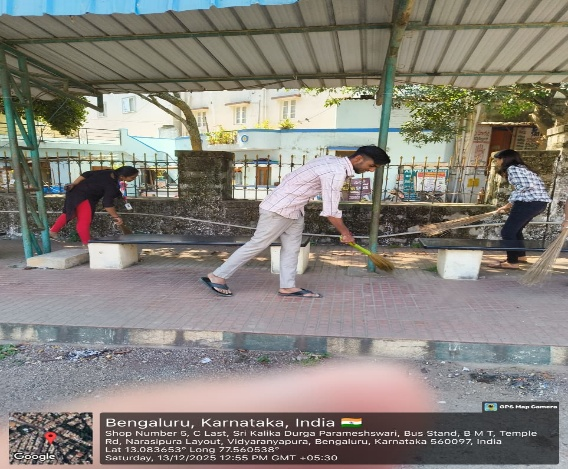 GPS Map Camera
Bengaluru, Karnataka, India 🇮🇳
Shop Number 5, C Last, Sri Kalika Durga Parameshwari, Bus Stand, B M T, Temple
Rd, Narasipura Layout, Vidyaranyapura, Bengaluru, Karnataka 560097, India
Lat 13.083653° Long 77.560538°
Saturday, 13/12/2025 12:55 PM GMT +05:30
Google